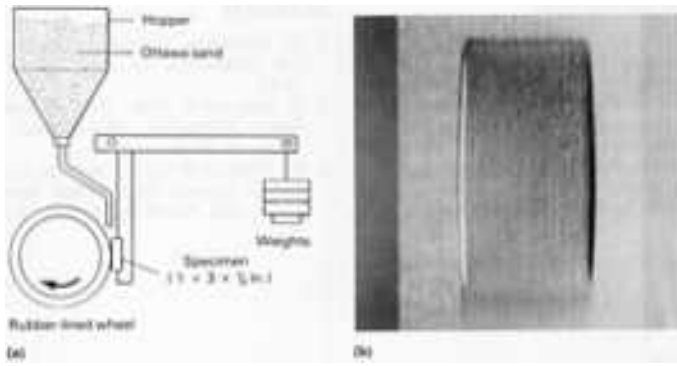 Hopper
Ottawa sand
Weights
Specimen
(1 × 3 × ½ in.)
Rubber-lined wheel
(a)
(b)